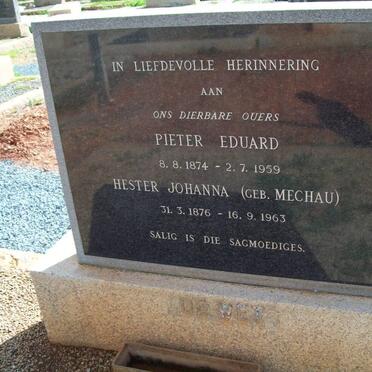 IN LIEFDEVOLLE HERINNERING
AAN
ONS DIERBARE OUERS
PIETER EDUARD
8. 8. 1874 - 2. 7. 1959
HESTER JOHANNA (GEB. MECHAU)
31. 3. 1876 - 16. 9. 1963
SALIG IS DIE SAGMOEDIGES.